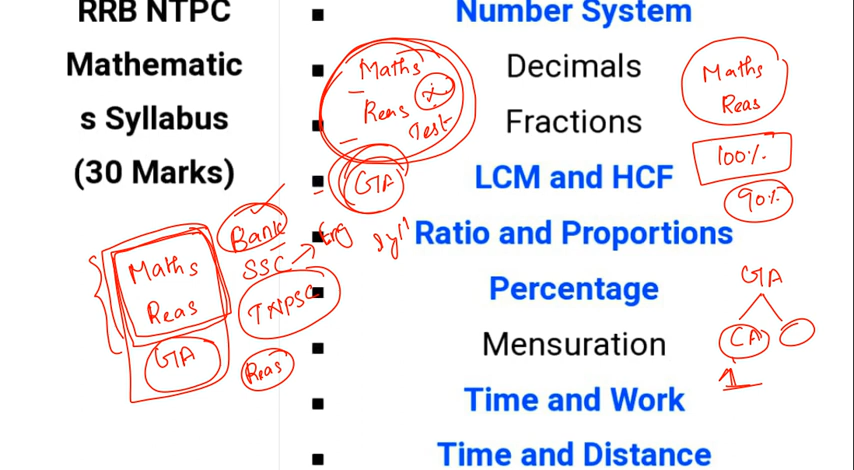 RRB NTPC
Mathematic
s Syllabus
(30 Marks)
Number System
Decimals
Fractions
LCM and HCF
Ratio and Proportions
Percentage
Mensuration
Time and Work
Time and Distance
Maths
Reas
Test
GA
Maths
Reas
100%
90%
Bank
SSC
Eng
TNPSC
Reas
Maths
Reas
GA
GA
CA
1